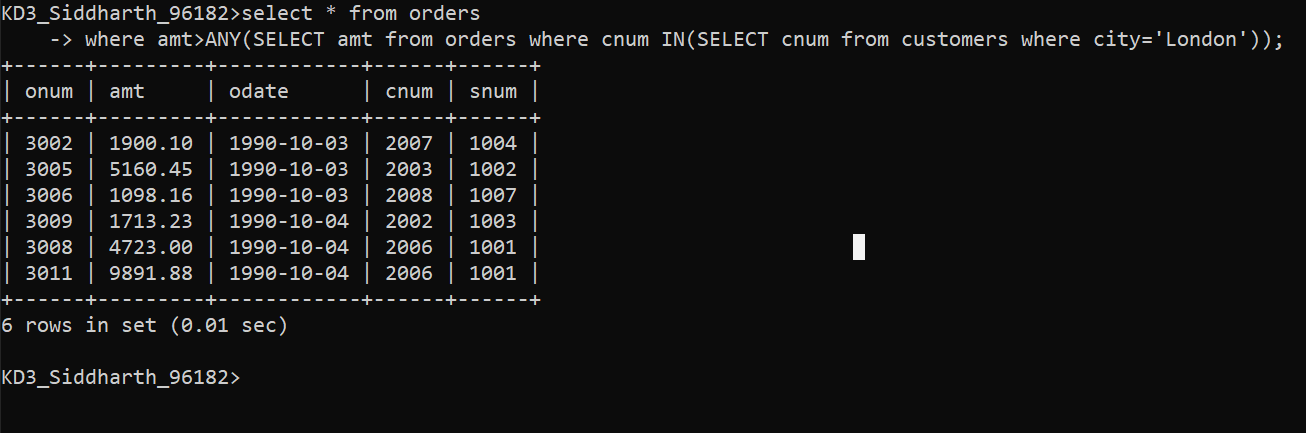 KD3_Siddharth_96182>select * from orders
    -> where amt>ANY(SELECT amt from orders where cnum IN(SELECT cnum from customers where city='London'));
+------+---------+------------+------+------+
| onum | amt     | odate      | cnum | snum |
+------+---------+------------+------+------+
| 3002 | 1900.10 | 1990-10-03 | 2007 | 1004 |
| 3005 | 5160.45 | 1990-10-03 | 2003 | 1002 |
| 3006 | 1098.16 | 1990-10-03 | 2008 | 1007 |
| 3009 | 1713.23 | 1990-10-04 | 2002 | 1003 |
| 3008 | 4723.00 | 1990-10-04 | 2006 | 1001 |
| 3011 | 9891.88 | 1990-10-04 | 2006 | 1001 |
+------+---------+------------+------+------+
6 rows in set (0.01 sec)

KD3_Siddharth_96182>